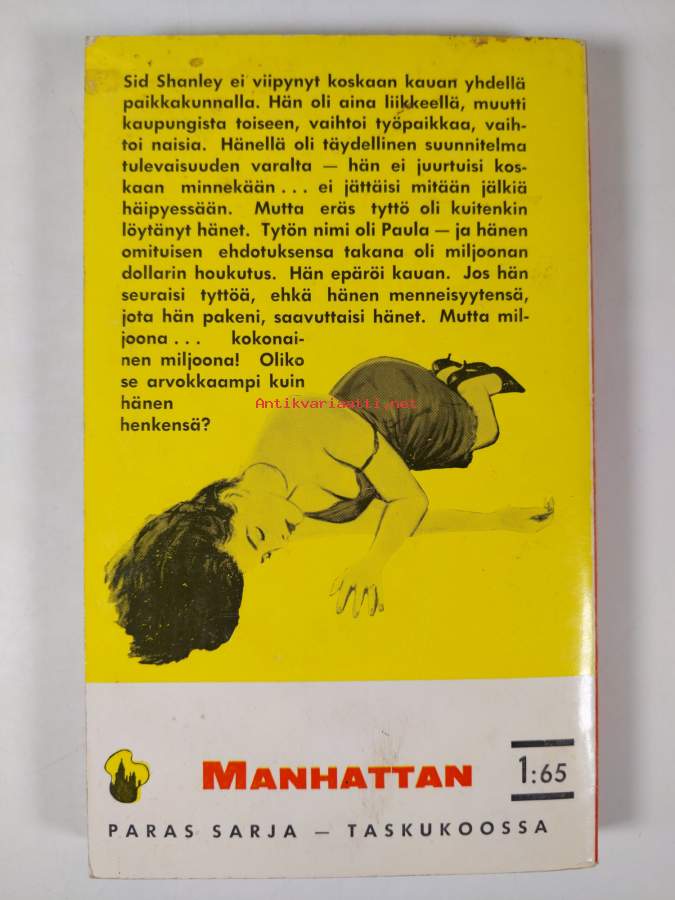 Sid Shanley ei viipynyt koskaan kauan yhdellä
paikkakunnalla. Hän oli aina liikkeellä, muutti
kaupungista toiseen, vaihtoi työpaikkaa, vaih-
toi naisia. Hänellä oli täydellinen suunnitelma
tulevaisuuden varalta — hän ei juurtuisi kos-
kaan minnekään... ei jättäisi mitään jälkiä
häipyessään. Mutta eräs tyttö oli kuitenkin
löytänyt hänet. Tytön nimi oli Paula — ja hänen
omituisen ehdotuksensa takana oli miljoonan
dollarin houkutus. Hän epäröi kauan. Jos hän
seuraisi tyttöä, ehkä hänen menneisyytensä,
jota hän pakeni, saavuttaisi hänet. Mutta mil-
joona... kokonai-
nen miljoona! Oliko
se arvokkaampi kuin
hänen
henkensä?
Antikvariaatti.net
MANHATTAN
1:65
PARAS SARJA — TASKUKOOSSA